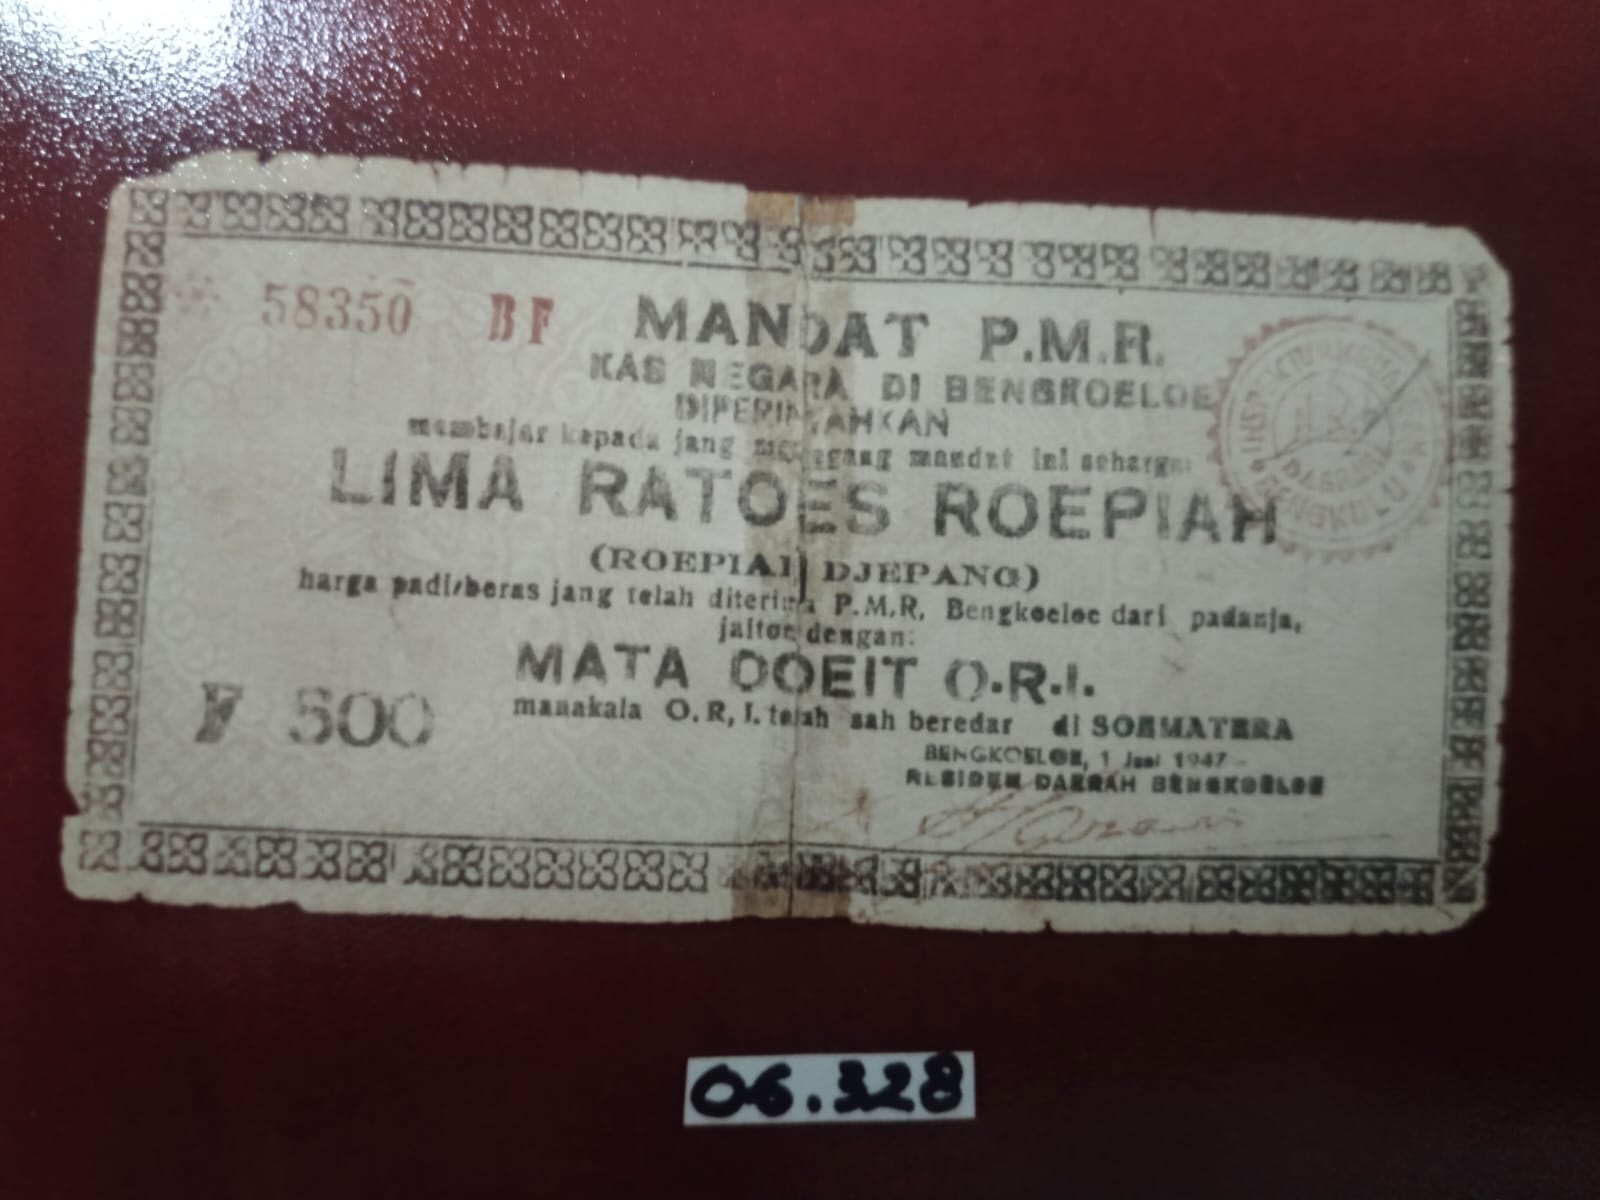 58350 BF
MANDAT P.M.R.
KAS NEGARA DI BENGKOELOE
DIPERINTAHKAN
membajar kepada jang memegang mandat ini seharga:
LIMA RATOES ROEPIAH
(ROEPIAH DJEPANG)
harga padi/beras jang telah diterima P.M.R, Bengkoeloe dari padanja,
jaitoe dengan:
MATA DOEIT O.R.I.
manakala O.R,I. telah sah beredar di SOEMATERA
F 500
BENGKOELOE, 1 1947
RESIDEN DAERAH BENGKOELOE
06.328